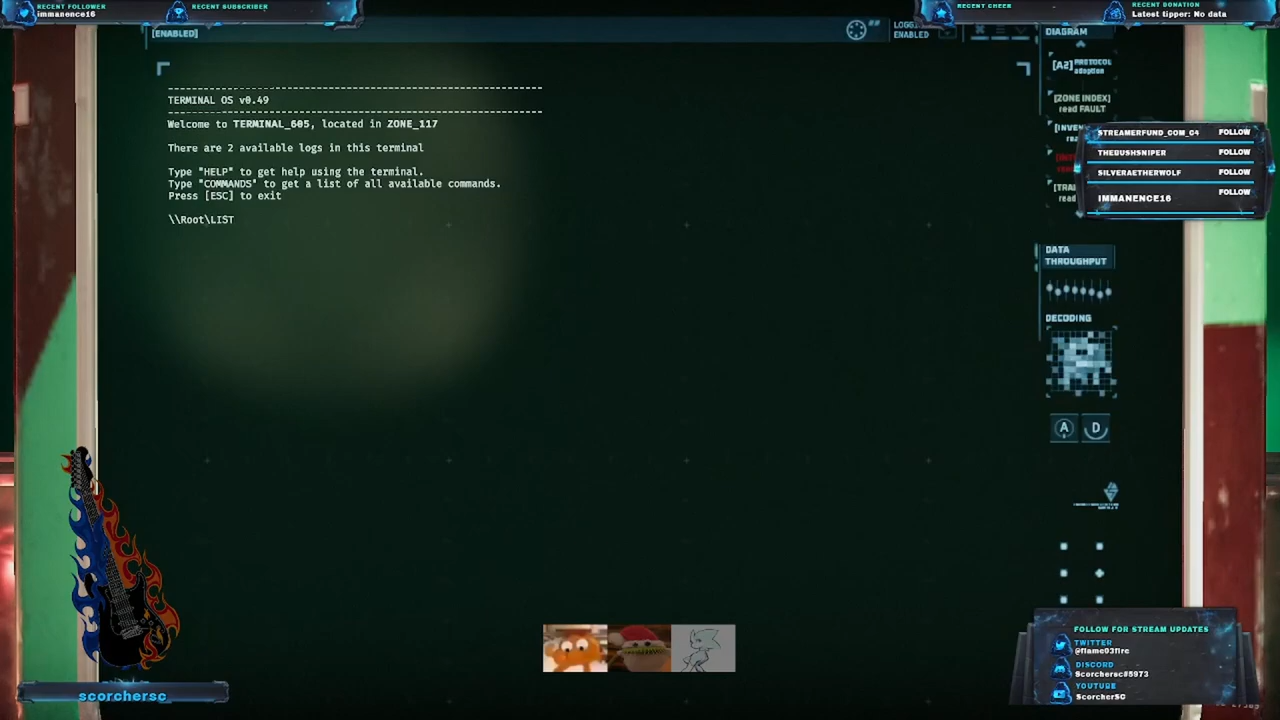 RECENT FOLLOWER
immanence16
RECENT SUBSCRIBER
RECENT CHEER
RECENT DONATION
Latest tipper: No data
[ENABLED]
ENABLED
DIAGRAM
[A2] PROTOCOL
adaption
[ZONE INDEX]
read FAULT
STREAMERFUND_COM_C4 FOLLOW
THEBUSHSNIPER FOLLOW
SILVERAETHERWOLF FOLLOW
IMMANENCE16 FOLLOW
TERMINAL OS v0.49
Welcome to TERMINAL_605, located in ZONE_117
There are 2 available logs in this terminal
Type "HELP" to get help using the terminal.
Type "COMMANDS" to get a list of all available commands.
Press [ESC] to exit
\\Root\LIST
DATA
THROUGHPUT
DECODING
A D
FOLLOW FOR STREAM UPDATES
TWITTER
@flame03fire
DISCORD
Scorchersc#5973
YOUTUBE
ScorcherSC
scorchersc